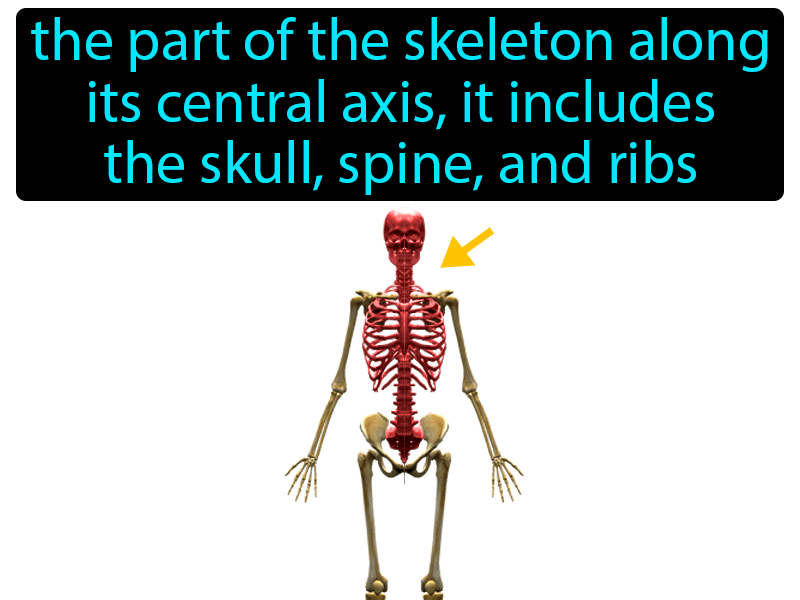 the part of the skeleton along
its central axis, it includes
the skull, spine, and ribs